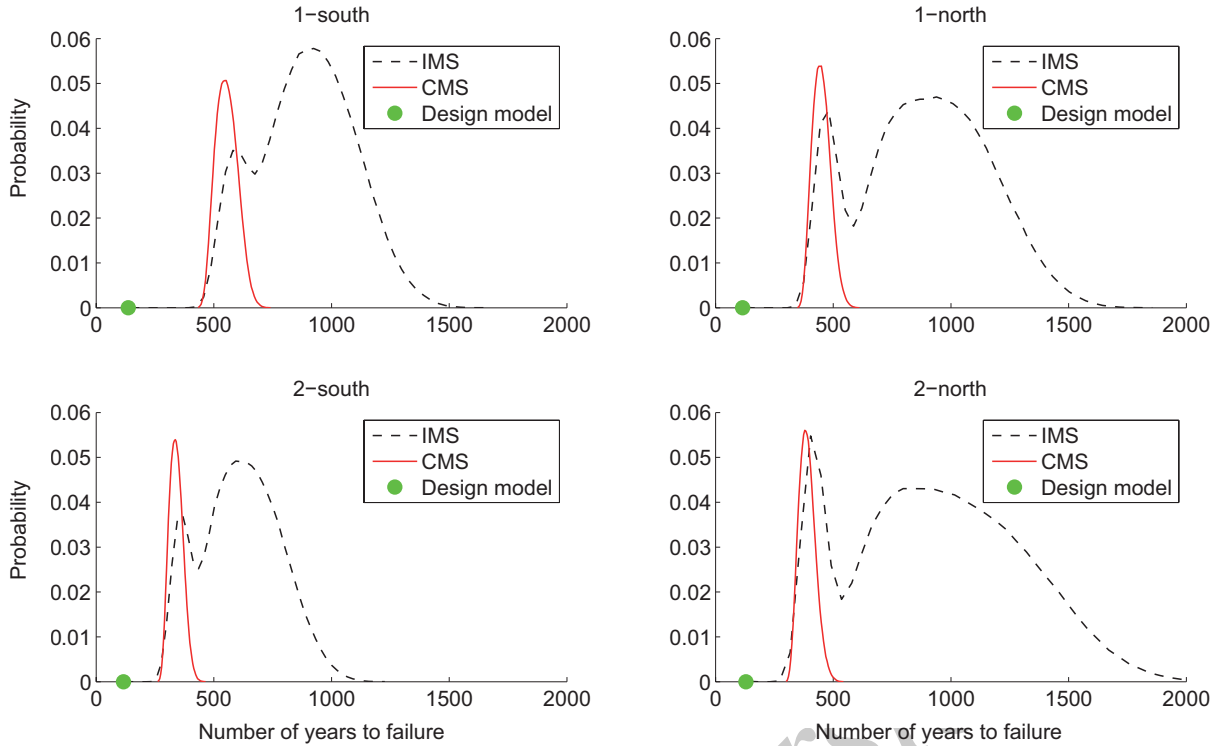 1−south
0.06
0.05
0.04
0.03
0.02
0.01
0
Probability
IMS
CMS
Design model
0 500 1000 1500 2000
1−north
0.06
0.05
0.04
0.03
0.02
0.01
0
IMS
CMS
Design model
0 500 1000 1500 2000
2−south
0.06
0.05
0.04
0.03
0.02
0.01
0
Probability
IMS
CMS
Design model
0 500 1000 1500 2000
Number of years to failure
2−north
0.06
0.05
0.04
0.03
0.02
0.01
0
IMS
CMS
Design model
0 500 1000 1500 2000
Number of years to failure